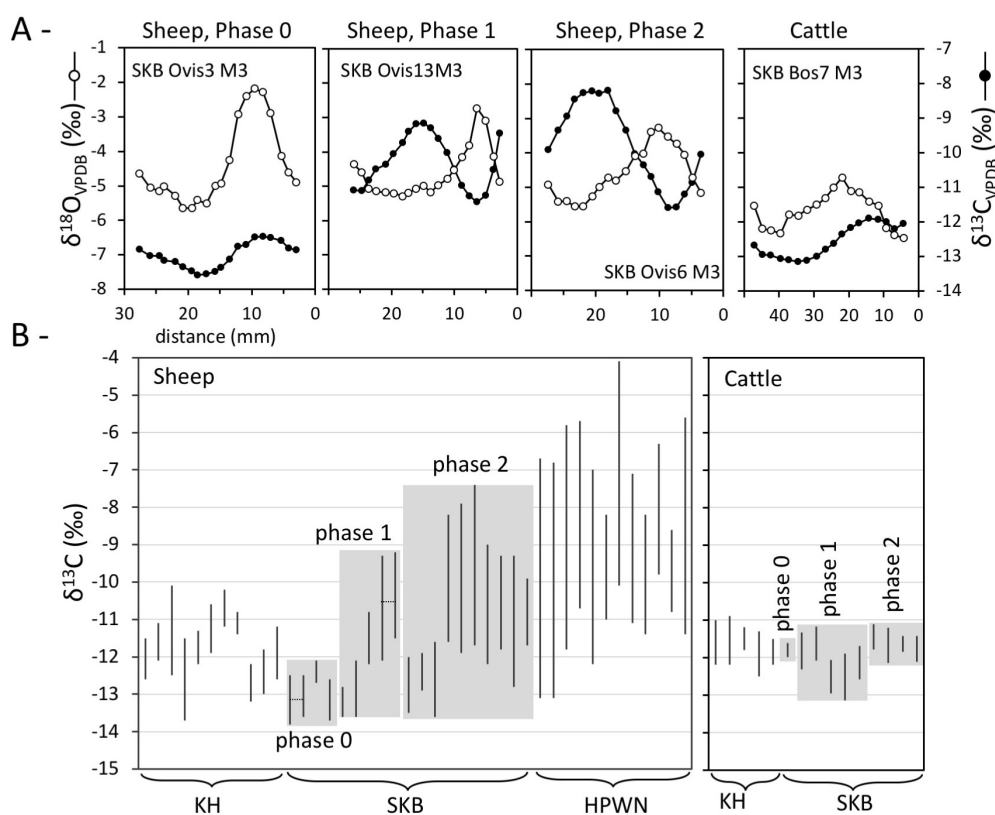 A -
Sheep, Phase 0 Sheep, Phase 1 Sheep, Phase 2 Cattle
δ18OVPDB (‰)
-1
-2
-3
-4
-5
-6
-7
-8
SKB Ovis3 M3
SKB Ovis13M3
SKB Ovis6 M3
SKB Bos7 M3
-7
-8
-9
-10
-11
-12
-13
-14
δ13CVPDB (‰)
30 20 10 0 20 10 0 20 10 0 40 30 20 10 0
distance (mm)
B -
δ13C (‰)
-4
-5
-6
-7
-8
-9
-10
-11
-12
-13
-14
-15
Sheep
phase 0
phase 1
phase 2
KH SKB HPWN
Cattle
phase 0
phase 1
phase 2
KH SKB